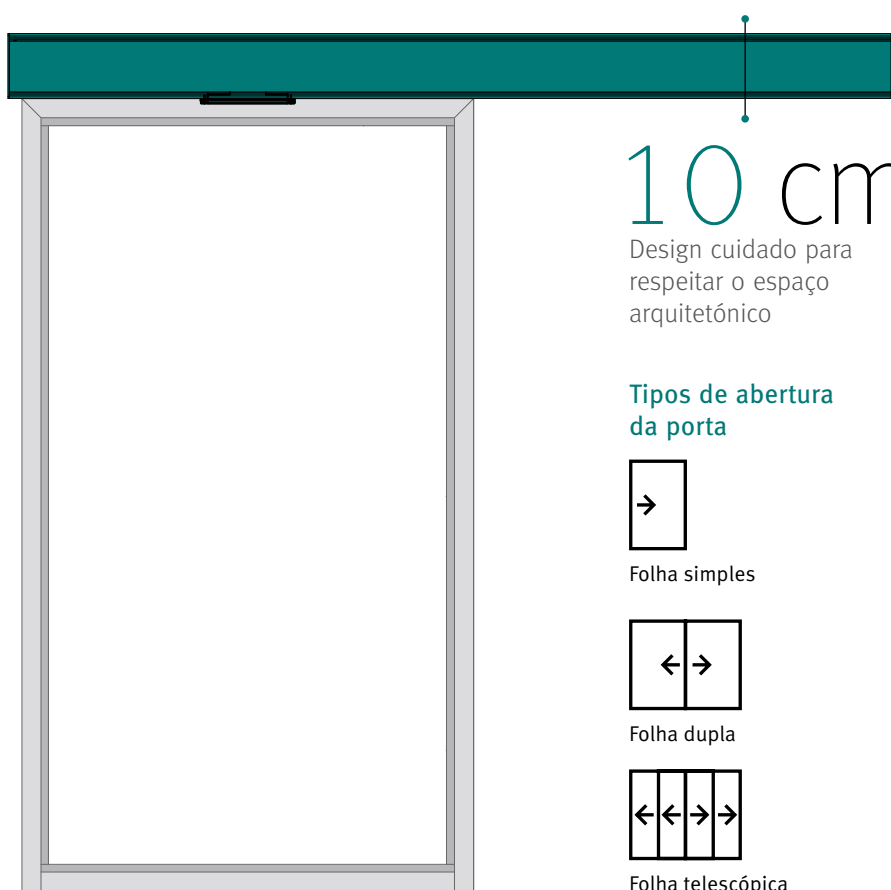 10 cm
Design cuidado para
respeitar o espaço
arquitetónico
Tipos de abertura
da porta
Folha simples
Folha dupla
Folha telescópica